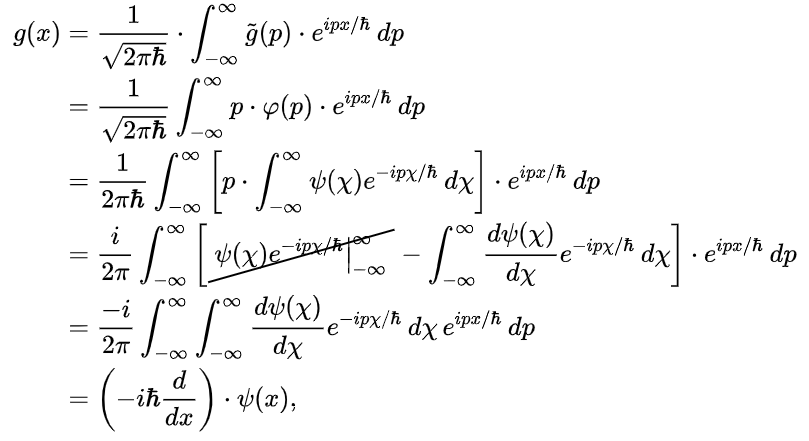 g(x) = \frac{1}{\sqrt{2\pi\hbar}} \cdot \int_{-\infty}^{\infty} \tilde{g}(p) \cdot e^{ipx/\hbar} \, dp
= \frac{1}{\sqrt{2\pi\hbar}} \int_{-\infty}^{\infty} p \cdot \varphi(p) \cdot e^{ipx/\hbar} \, dp
= \frac{1}{2\pi\hbar} \int_{-\infty}^{\infty} \left[ p \cdot \int_{-\infty}^{\infty} \psi(\chi) e^{-ip\chi/\hbar} \, d\chi \right] \cdot e^{ipx/\hbar} \, dp
= \frac{i}{2\pi} \int_{-\infty}^{\infty} \left[ \cancel{\left. \psi(\chi) e^{-ip\chi/\hbar} \right|_{-\infty}^{\infty}} - \int_{-\infty}^{\infty} \frac{d\psi(\chi)}{d\chi} e^{-ip\chi/\hbar} \, d\chi \right] \cdot e^{ipx/\hbar} \, dp
= \frac{-i}{2\pi} \int_{-\infty}^{\infty} \int_{-\infty}^{\infty} \frac{d\psi(\chi)}{d\chi} e^{-ip\chi/\hbar} \, d\chi \, e^{ipx/\hbar} \, dp
= \left( -i\hbar \frac{d}{dx} \right) \cdot \psi(x),